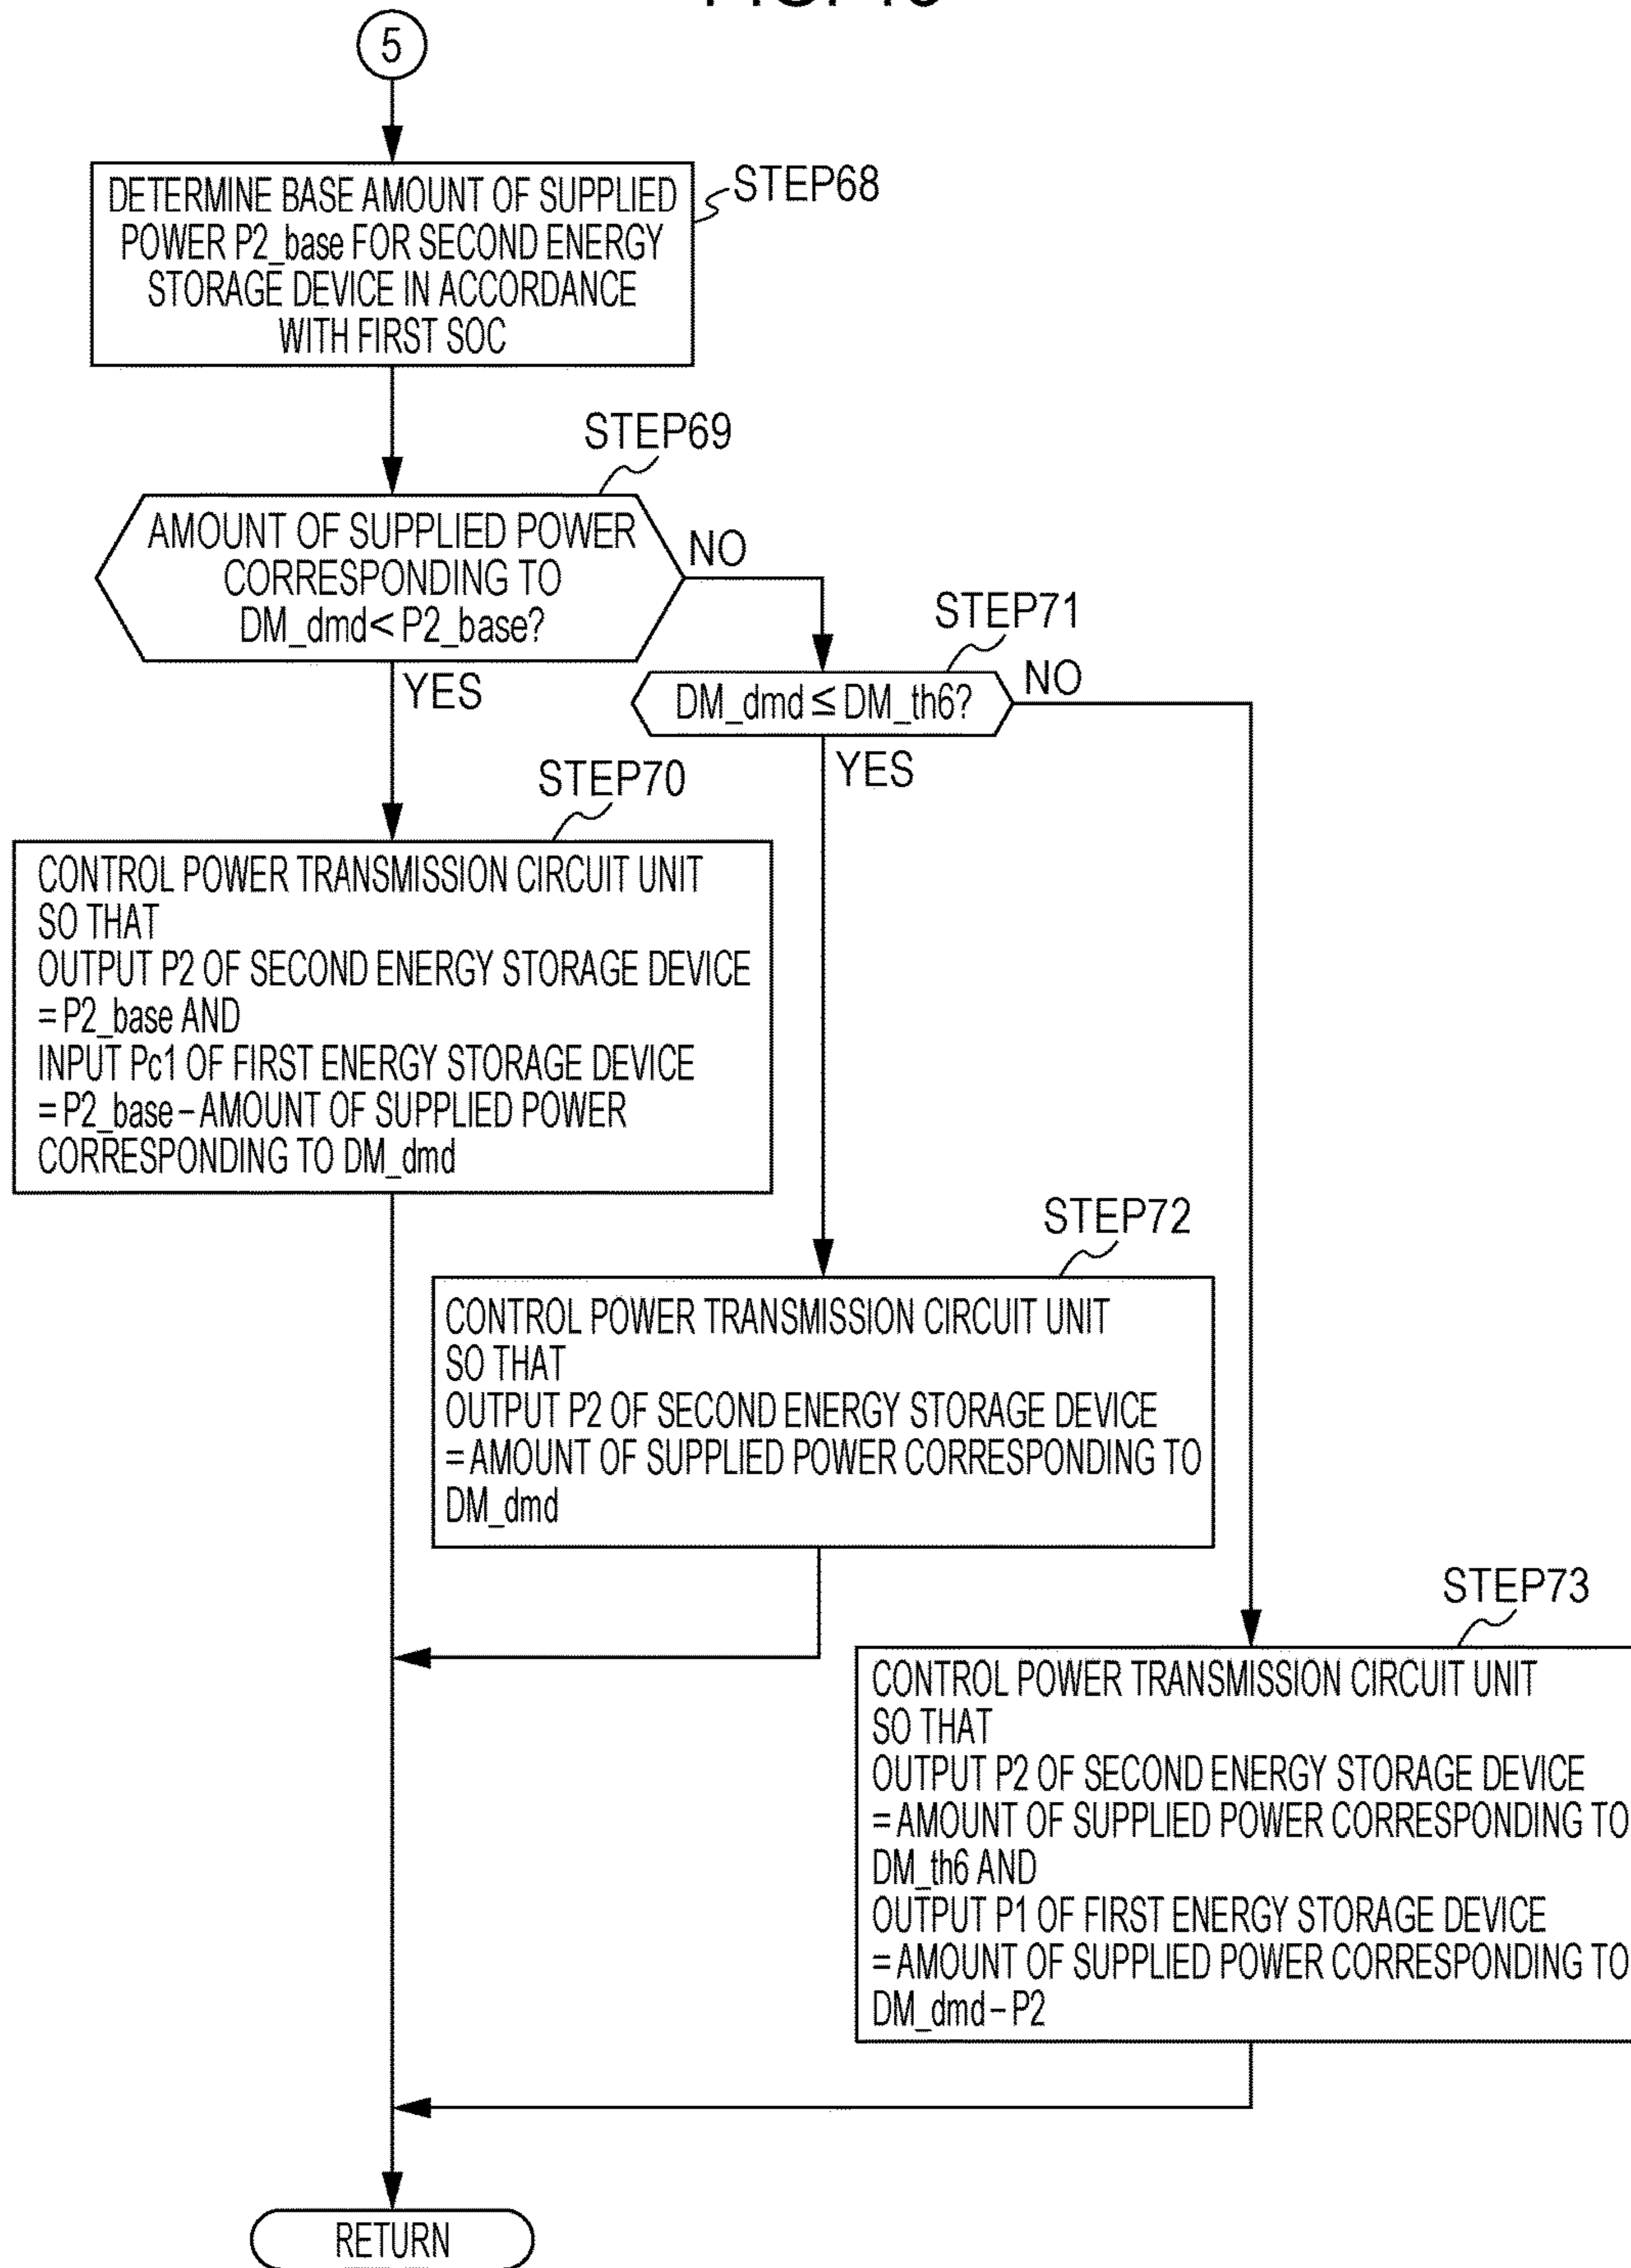 5
DETERMINE BASE AMOUNT OF SUPPLIED
POWER P2_base FOR SECOND ENERGY
STORAGE DEVICE IN ACCORDANCE
WITH FIRST SOC
STEP68
STEP69
AMOUNT OF SUPPLIED POWER
CORRESPONDING TO
DM_dmd< P2_base?
NO
YES
STEP71
DM_dmd ≤ DM_th6?
NO
YES
STEP70
CONTROL POWER TRANSMISSION CIRCUIT UNIT
SO THAT
OUTPUT P2 OF SECOND ENERGY STORAGE DEVICE
= P2_base AND
INPUT Pc1 OF FIRST ENERGY STORAGE DEVICE
= P2_base – AMOUNT OF SUPPLIED POWER
CORRESPONDING TO DM_dmd
STEP72
CONTROL POWER TRANSMISSION CIRCUIT UNIT
SO THAT
OUTPUT P2 OF SECOND ENERGY STORAGE DEVICE
= AMOUNT OF SUPPLIED POWER CORRESPONDING TO
DM_dmd
STEP73
CONTROL POWER TRANSMISSION CIRCUIT UNIT
SO THAT
OUTPUT P2 OF SECOND ENERGY STORAGE DEVICE
= AMOUNT OF SUPPLIED POWER CORRESPONDING TO
DM_th6 AND
OUTPUT P1 OF FIRST ENERGY STORAGE DEVICE
= AMOUNT OF SUPPLIED POWER CORRESPONDING TO
DM_dmd – P2
RETURN